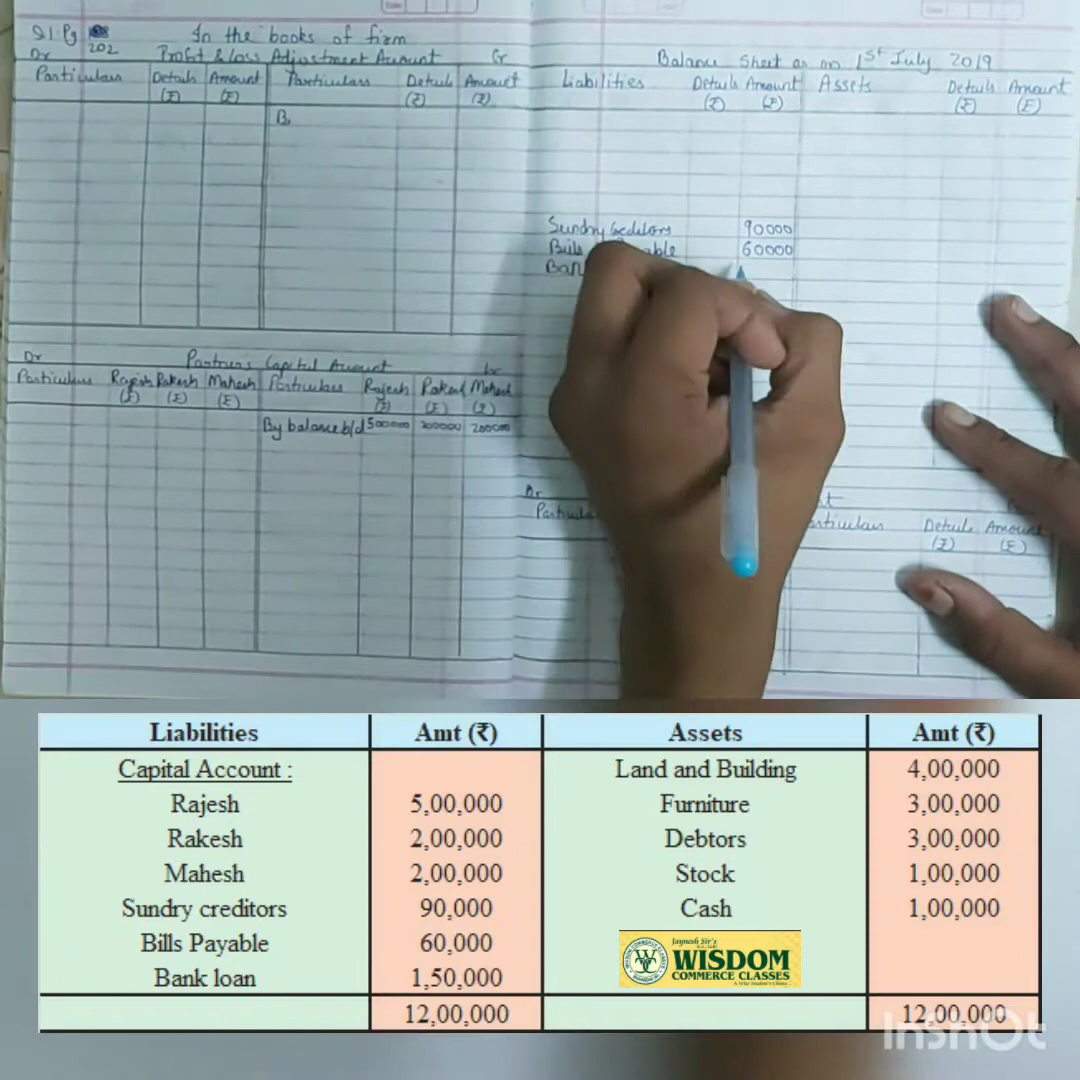 Q1 Pg 202 In the books of firm
Dr Profit & Loss Adjustment Account Cr
Particulars Details (₹) Amount (₹) Particulars Details (₹) Amount (₹)
B
Dr Partner's Capital Account Cr
Particulars Rajesh (₹) Rakesh (₹) Mahesh (₹) Particulars Rajesh (₹) Rakesh (₹) Mahesh (₹)
By balance b/d 500000 200000 200000
Balance Sheet as on 1st July 2019
Liabilities Details (₹) Amount (₹) Assets Details (₹) Amount (₹)
Sundry Creditors 90000
Bills 60000
Ban
Dr
Details (₹) Amount (₹)
Liabilities Amt (₹) Assets Amt (₹)
Capital Account : Land and Building 4,00,000
Rajesh 5,00,000 Furniture 3,00,000
Rakesh 2,00,000 Debtors 3,00,000
Mahesh 2,00,000 Stock 1,00,000
Sundry creditors 90,000 Cash 1,00,000
Bills Payable 60,000
Bank loan 1,50,000
12,00,000 12,00,000
Jaynesh Sir's
WISDOM
COMMERCE CLASSES
InShOt